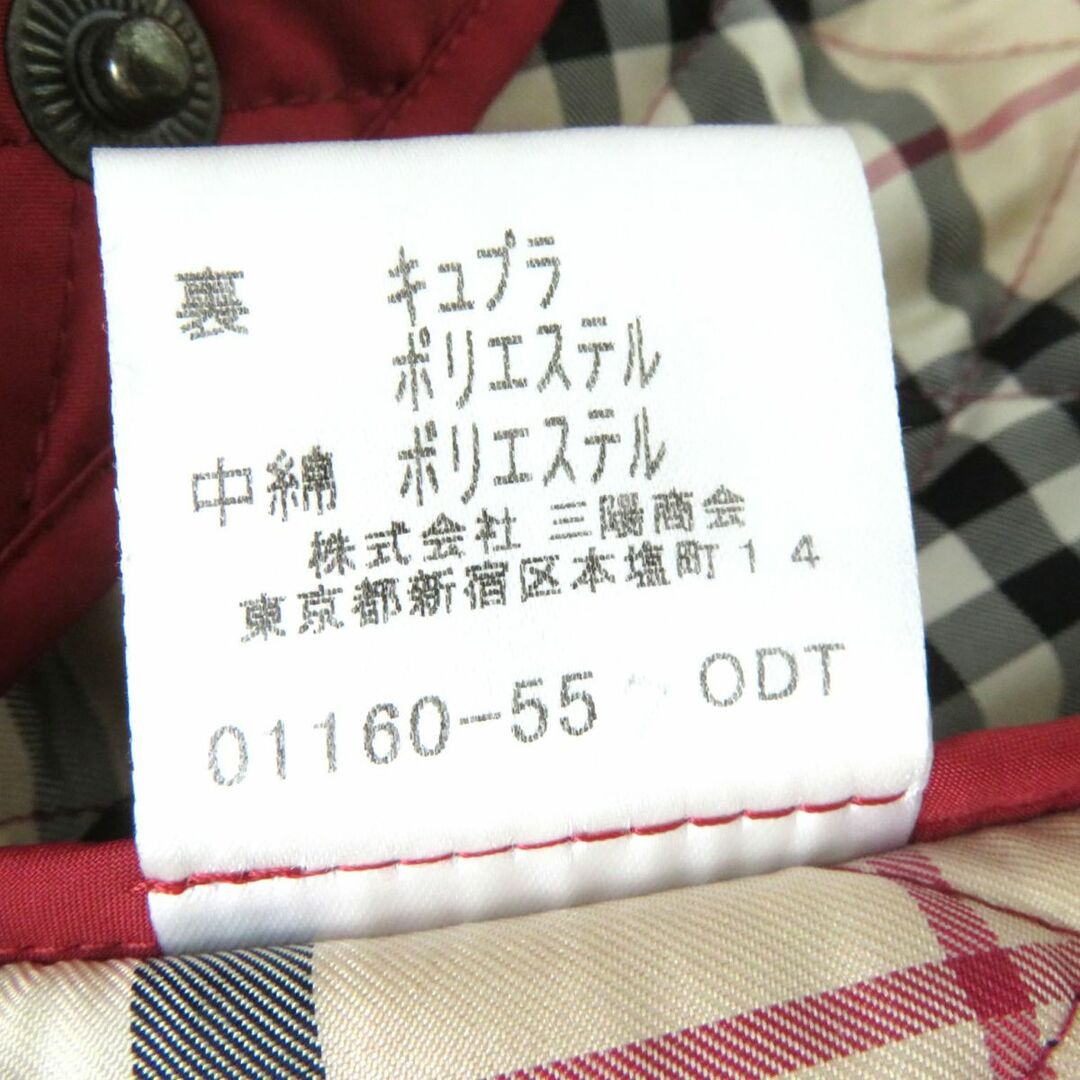 裏 キュプラ
ポリエステル
中綿 ポリエステル
株式会社 三陽商会
東京都新宿区本塩町14
01160-55 ODT